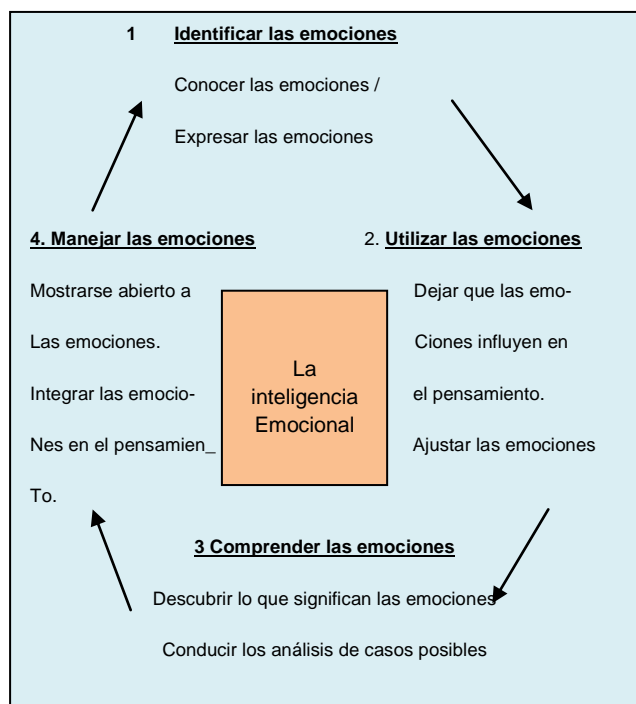 1 Identificar las emociones
Conocer las emociones /
Expresar las emociones
2. Utilizar las emociones
Dejar que las emo-
Ciones influyen en
el pensamiento.
Ajustar las emociones
3 Comprender las emociones
Descubrir lo que significan las emociones
Conducir los análisis de casos posibles
4. Manejar las emociones
Mostrarse abierto a
Las emociones.
Integrar las emocio-
Nes en el pensamien_
To.
La
inteligencia
Emocional